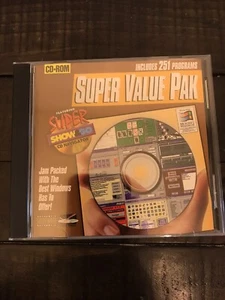 CD-ROM
INCLUDES 251 PROGRAMS
SUPER VALUE PAK
SUPER
SHOW
Jam Packed
With The
Best Windows
Has To
Offer!